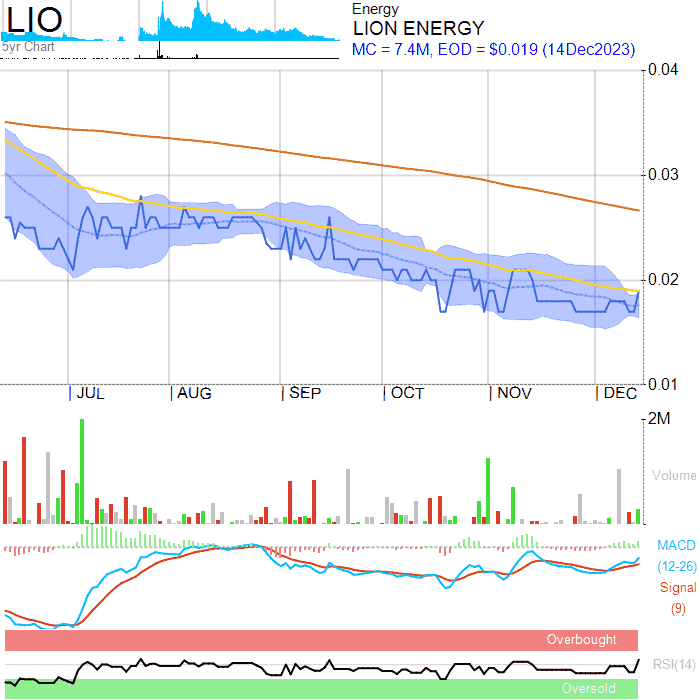 LIO
5yr Chart
Energy
LION ENERGY
MC = 7.4M, EOD = $0.019 (14Dec2023)
0.04
0.03
0.02
0.01
| JUL | AUG | SEP | OCT | NOV | DEC
2M
Volume
MACD
(12-26)
Signal
(9)
Overbought
RSI(14)
Oversold